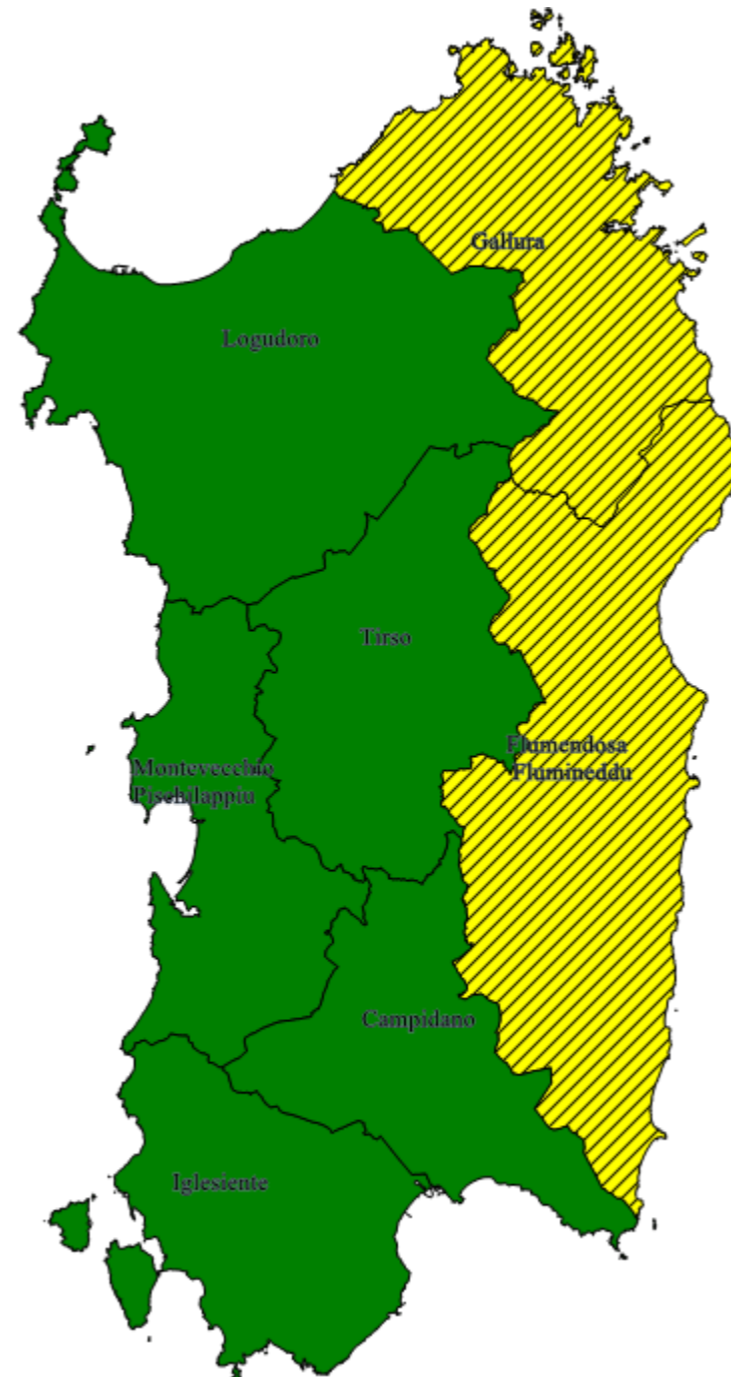 Gallura
Logudoro
Tirso
Flumendosa
Flumineddu
Montevecchio
Pischilappiu
Campidano
Iglesiente